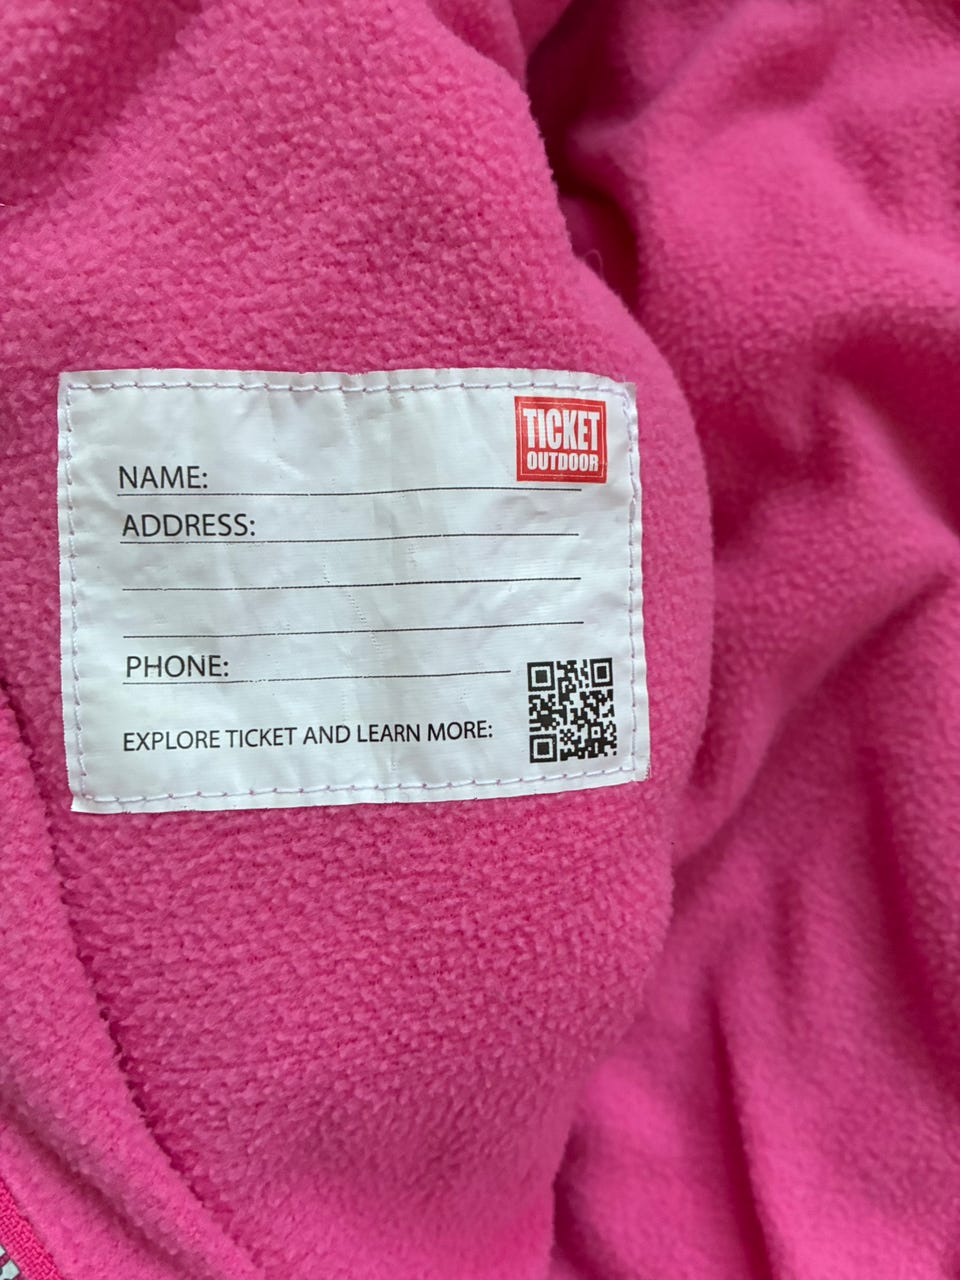 TICKET
OUTDOOR
NAME:
ADDRESS:
PHONE:
EXPLORE TICKET AND LEARN MORE: